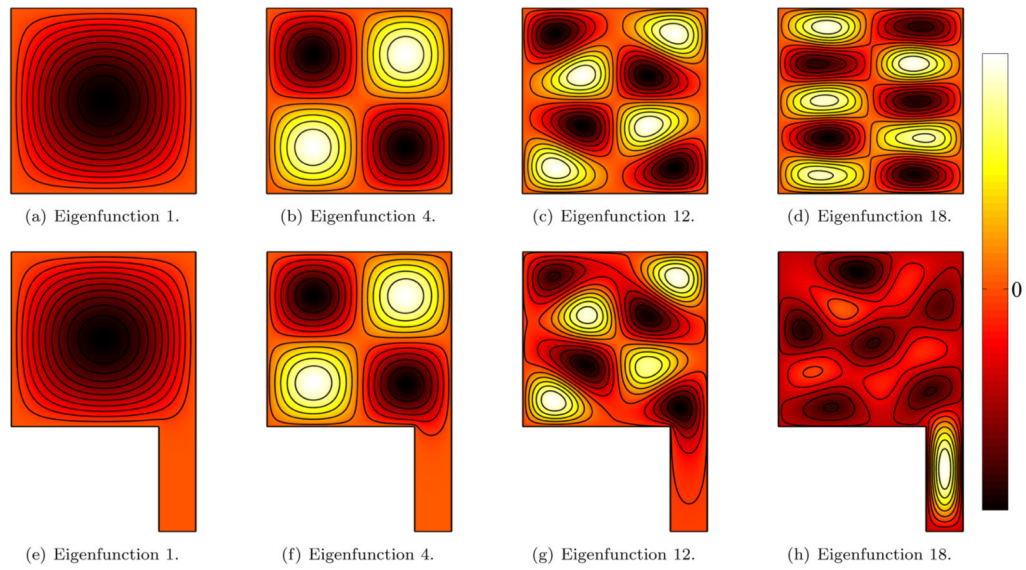 (a) Eigenfunction 1.
(b) Eigenfunction 4.
(c) Eigenfunction 12.
(d) Eigenfunction 18.
0
(e) Eigenfunction 1.
(f) Eigenfunction 4.
(g) Eigenfunction 12.
(h) Eigenfunction 18.